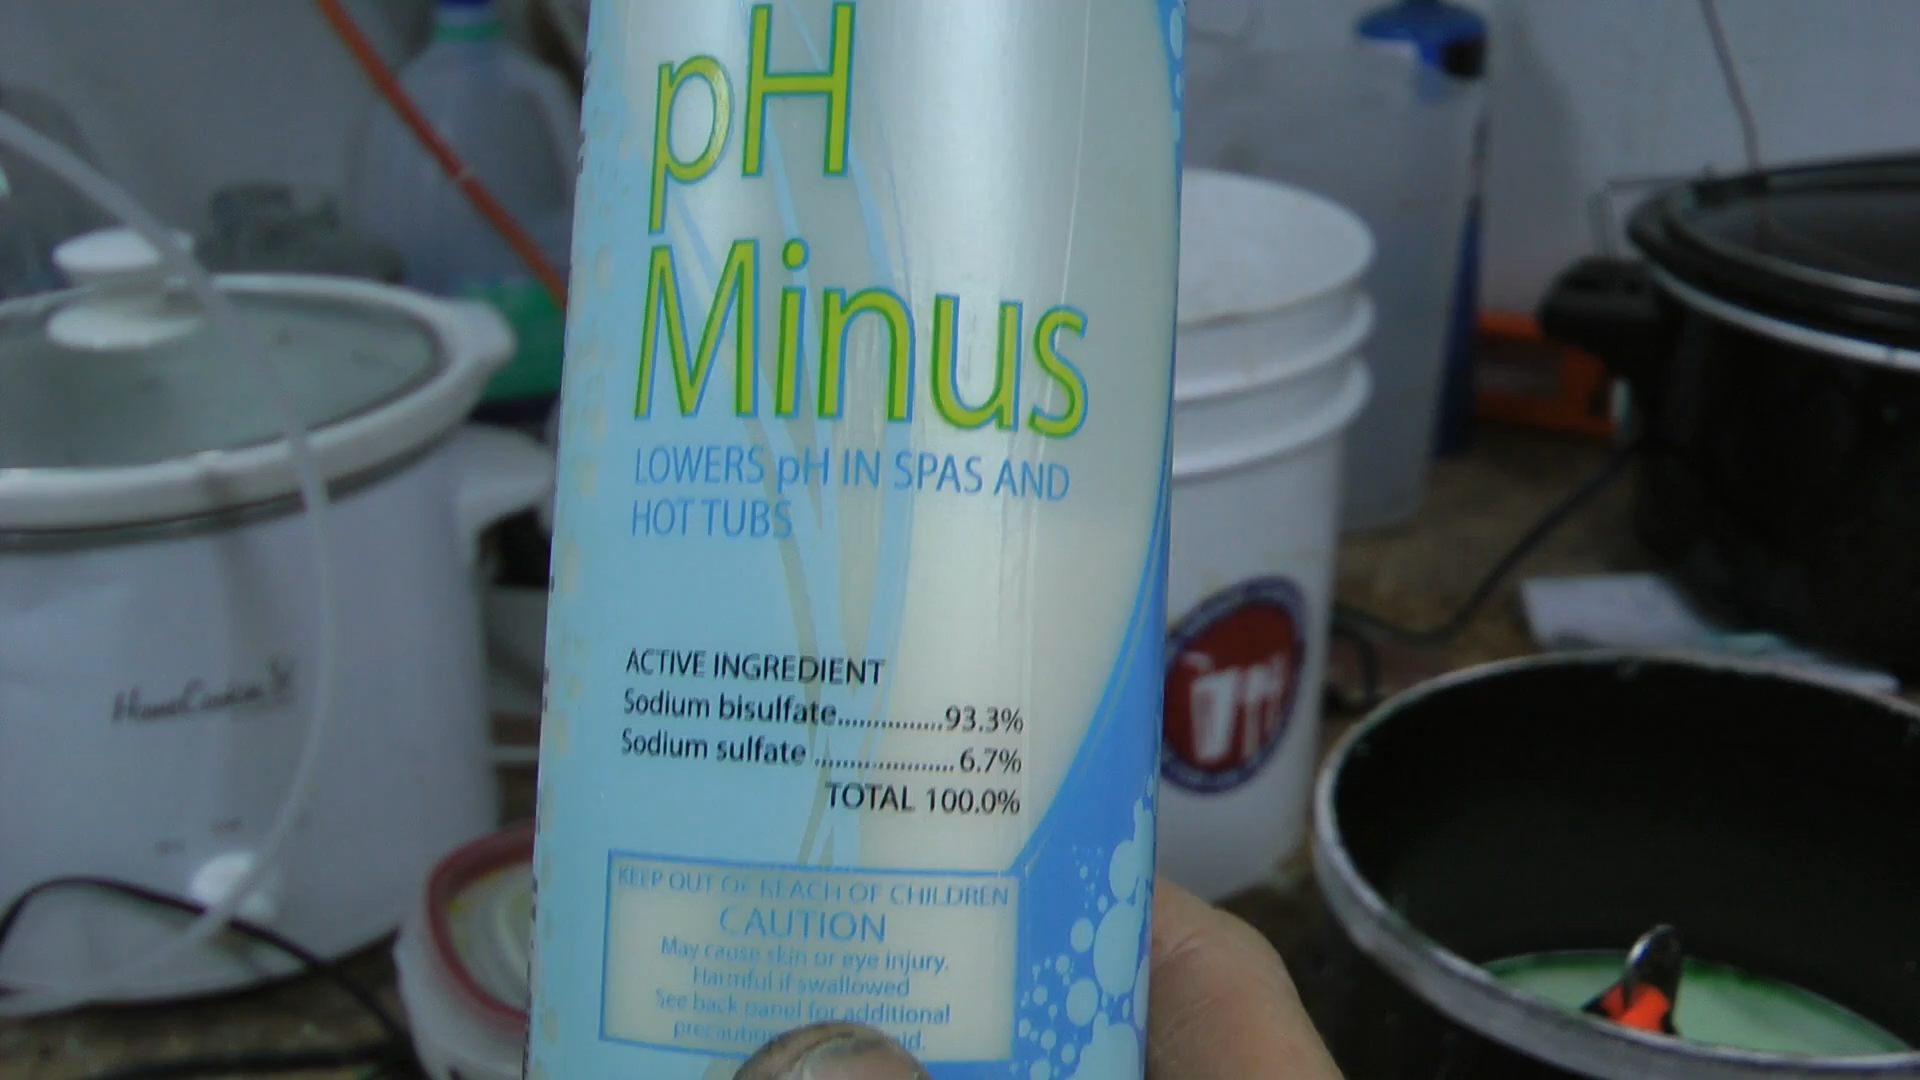 pH
Minus
LOWERS pH IN SPAS AND
HOT TUBS
ACTIVE INGREDIENT
Sodium bisulfate...............93.3%
Sodium sulfate ....................6.7%
TOTAL 100.0%
KEEP OUT OF REACH OF CHILDREN
CAUTION
May cause skin or eye injury.
Harmful if swallowed
See back panel for additional